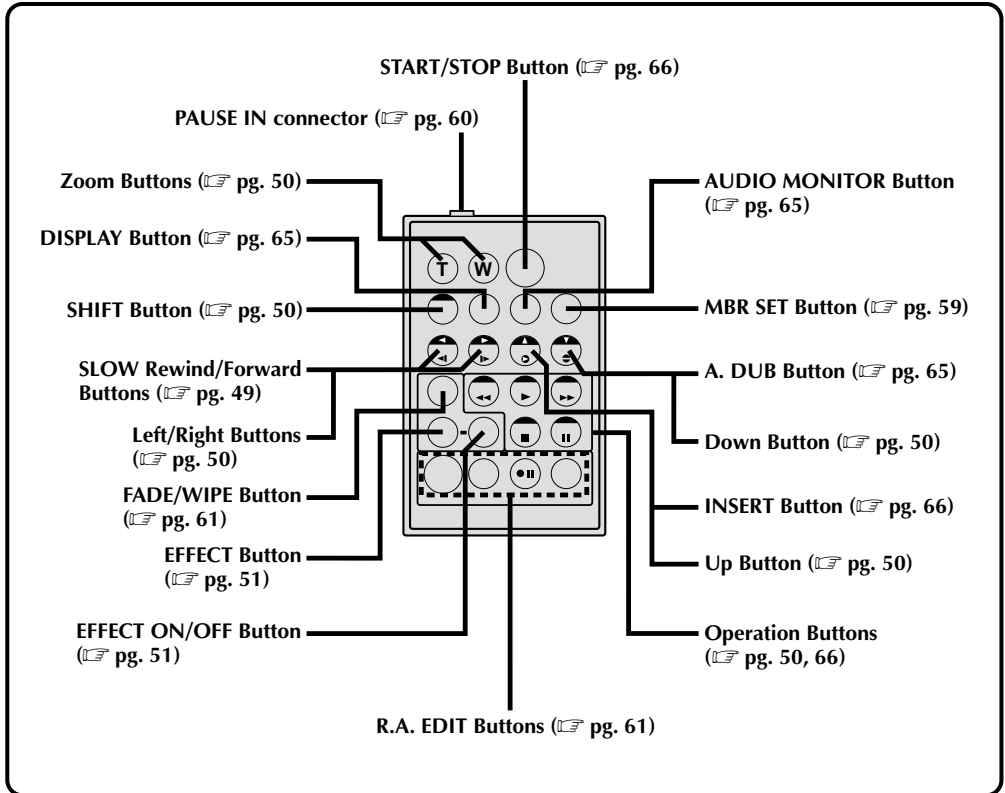 START/STOP Button (☞ pg. 66)
PAUSE IN connector (☞ pg. 60)
Zoom Buttons (☞ pg. 50)
DISPLAY Button (☞ pg. 65)
SHIFT Button (☞ pg. 50)
SLOW Rewind/Forward
Buttons (☞ pg. 49)
Left/Right Buttons
(☞ pg. 50)
FADE/WIPE Button
(☞ pg. 61)
EFFECT Button
(☞ pg. 51)
EFFECT ON/OFF Button
(☞ pg. 51)
T W
AUDIO MONITOR Button
(☞ pg. 65)
MBR SET Button (☞ pg. 59)
A. DUB Button (☞ pg. 65)
Down Button (☞ pg. 50)
INSERT Button (☞ pg. 66)
Up Button (☞ pg. 50)
Operation Buttons
(☞ pg. 50, 66)
R.A. EDIT Buttons (☞ pg. 61)